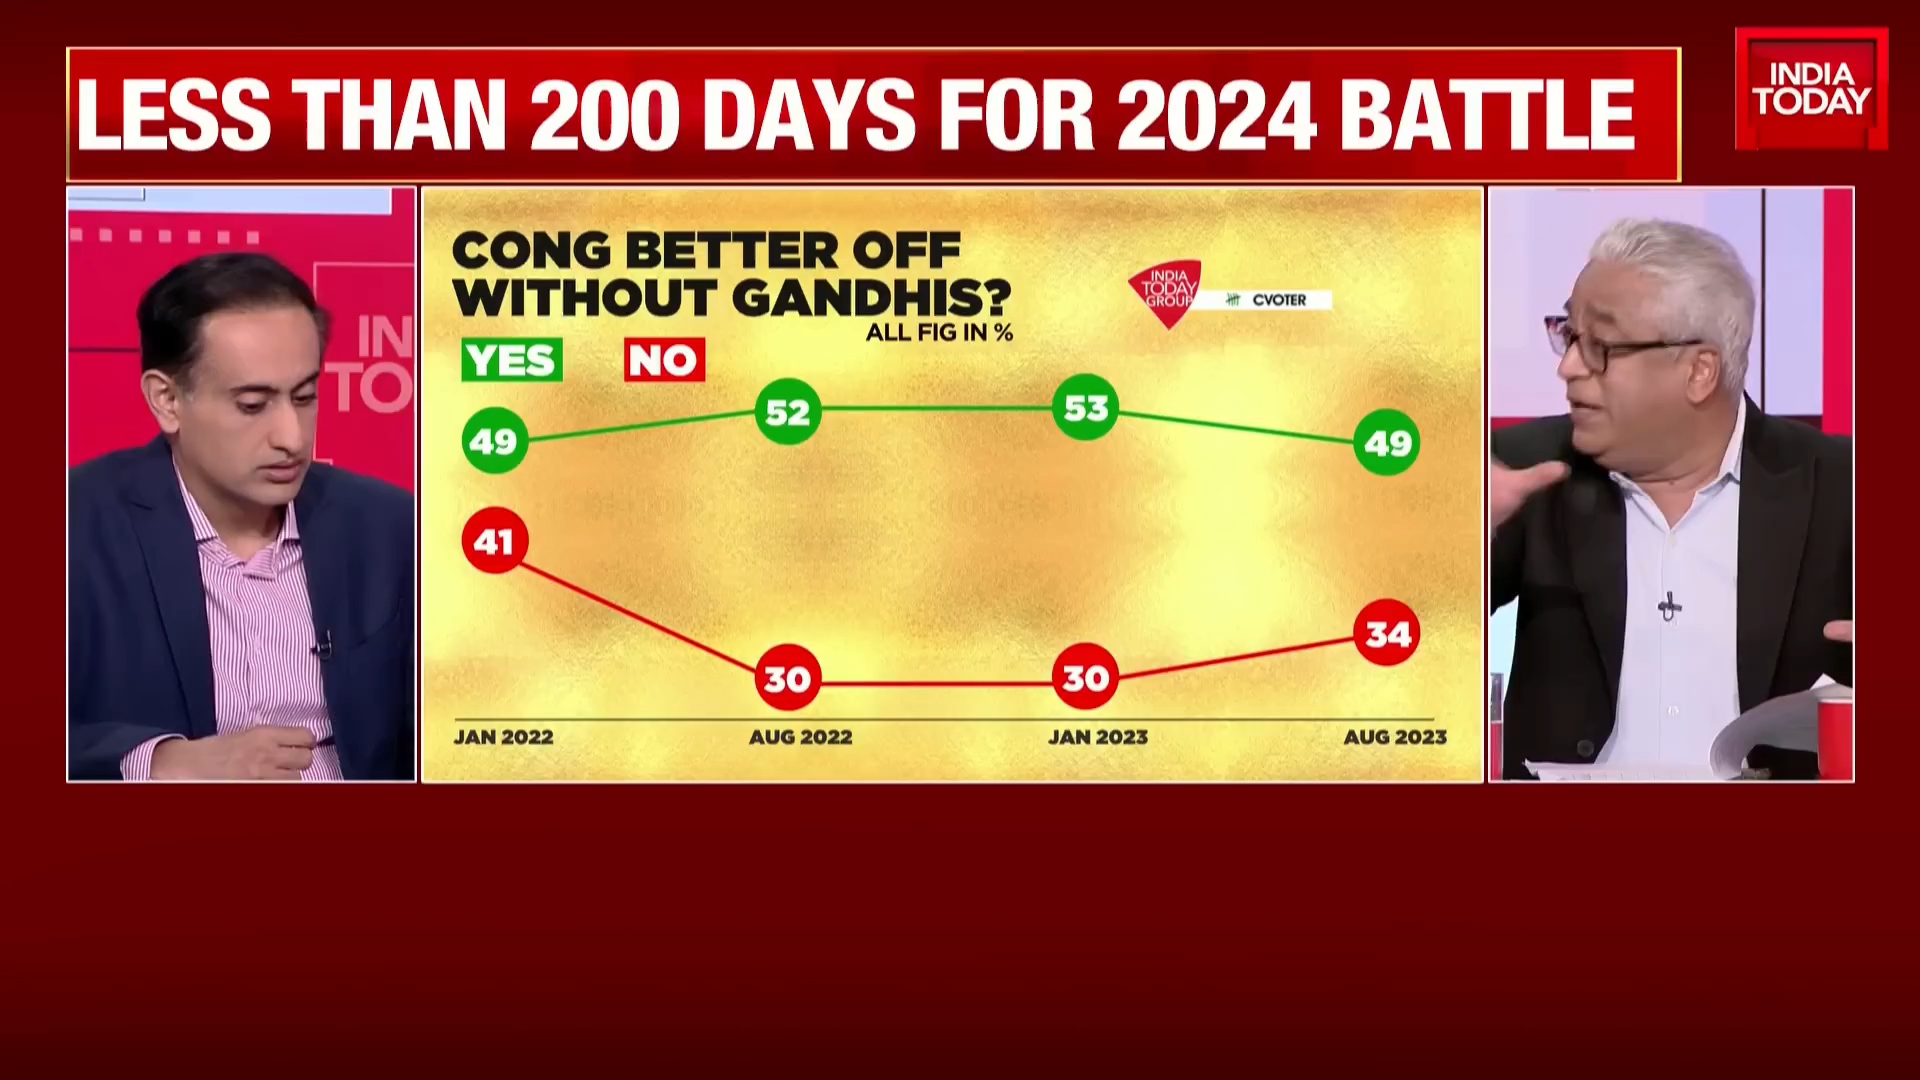 LESS THAN 200 DAYS FOR 2024 BATTLE
INDIA
TODAY
IN
TO
CONG BETTER OFF
WITHOUT GANDHIS?
ALL FIG IN %
INDIA
TODAY
GROUP
CVOTER
YES NO
49 52 53 49
41 30 30 34
JAN 2022 AUG 2022 JAN 2023 AUG 2023